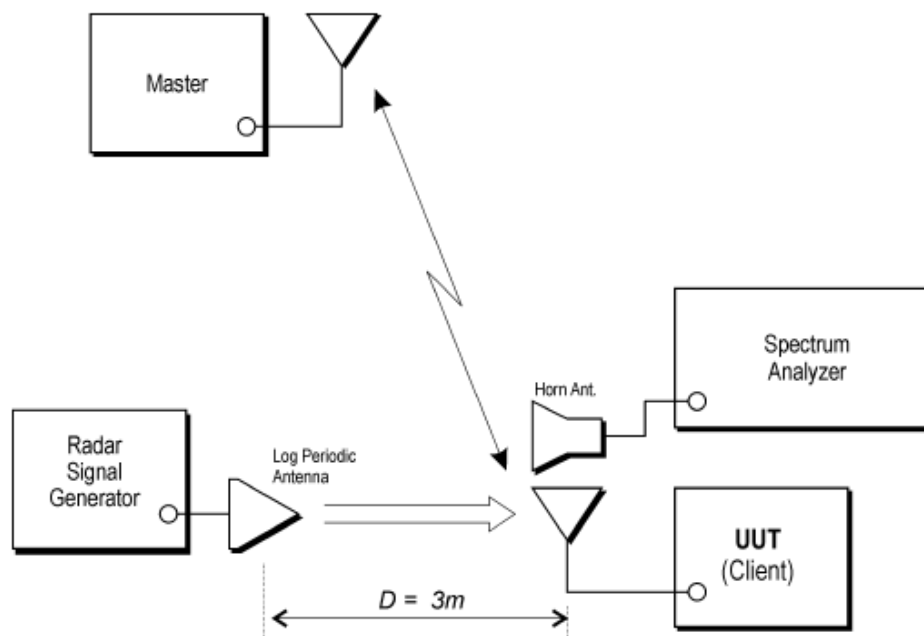 Master
Spectrum
Analyzer
Horn Ant.
Radar
Signal
Generator
Log Periodic
Antenna
UUT
(Client)
D = 3m